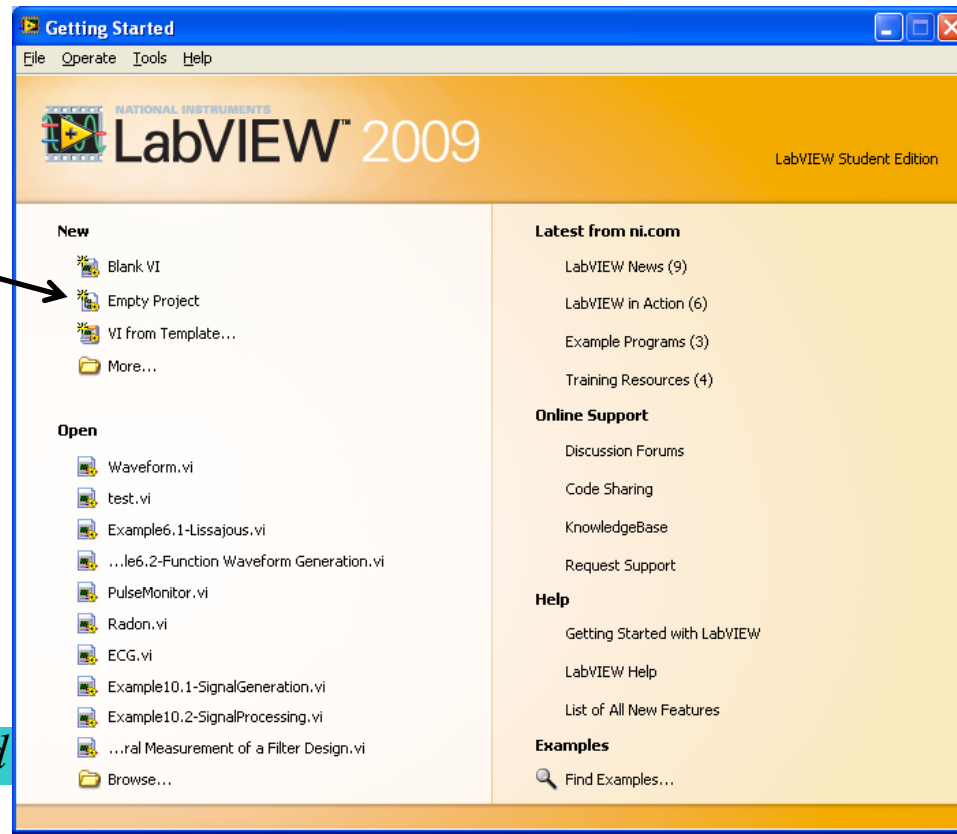 Getting Started
File Operate Tools Help
NATIONAL INSTRUMENTS
LabVIEW™ 2009
LabVIEW Student Edition
New
Blank VI
Empty Project
VI from Template...
More...
Open
Waveform.vi
test.vi
Example6.1-Lissajous.vi
...le6.2-Function Waveform Generation.vi
PulseMonitor.vi
Radon.vi
ECG.vi
Example10.1-SignalGeneration.vi
Example10.2-SignalProcessing.vi
...ral Measurement of a Filter Design.vi
Browse...
Latest from ni.com
LabVIEW News (9)
LabVIEW in Action (6)
Example Programs (3)
Training Resources (4)
Online Support
Discussion Forums
Code Sharing
KnowledgeBase
Request Support
Help
Getting Started with LabVIEW
LabVIEW Help
List of All New Features
Examples
Find Examples...